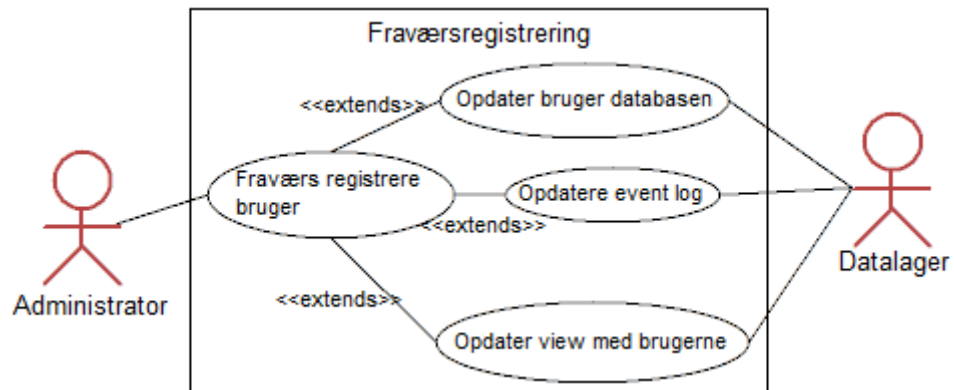 Fraværsregistrering
<<extends>>
Opdater bruger databasen
Fraværs registrere
bruger
Opdatere event log
<<extends>>
Administrator
Datalager
<<extends>>
Opdater view med brugerne